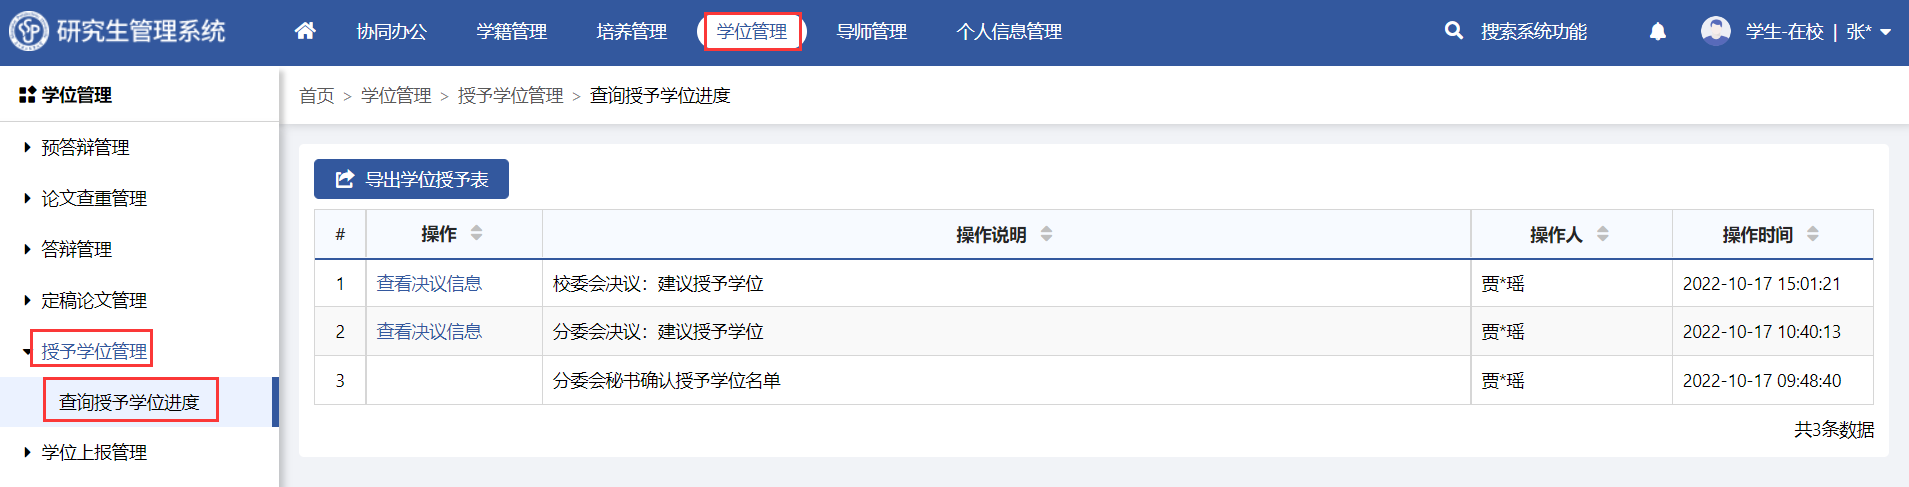 研究生管理系统
协同办公 学籍管理 培养管理 学位管理 导师管理 个人信息管理 搜索系统功能 学生-在校 | 张*
学位管理
预答辩管理
论文查重管理
答辩管理
定稿论文管理
授予学位管理
查询授予学位进度
学位上报管理
首页 > 学位管理 > 授予学位管理 > 查询授予学位进度
导出学位授予表
# 操作 操作说明 操作人 操作时间
1 查看决议信息 校委会决议：建议授予学位 贾*瑶 2022-10-17 15:01:21
2 查看决议信息 分委会决议：建议授予学位 贾*瑶 2022-10-17 10:40:13
3 分委会秘书确认授予学位名单 贾*瑶 2022-10-17 09:48:40
共3条数据